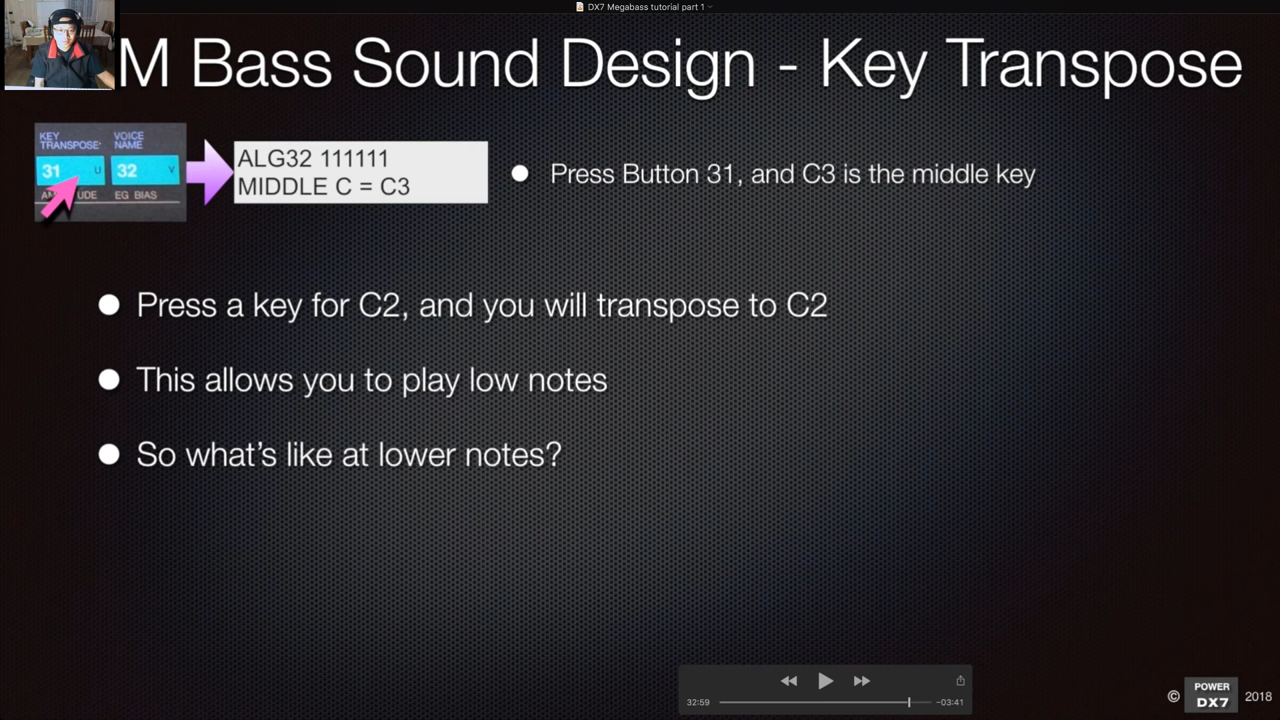 DX7 Megabass tutorial part 1
M Bass Sound Design - Key Transpose
KEY TRANSPOSE
VOICE NAME
31 U
32 V
EG BIAS
ALG32 111111
MIDDLE C = C3
Press Button 31, and C3 is the middle key
Press a key for C2, and you will transpose to C2
This allows you to play low notes
So what's like at lower notes?
32:59
-03:41
© POWER DX7 2018